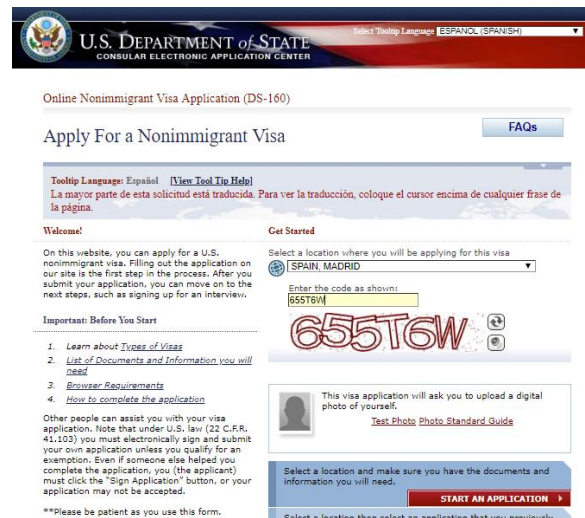 Select Tooltip Language ESPAÑOL (SPANISH)
U.S. DEPARTMENT of STATE
CONSULAR ELECTRONIC APPLICATION CENTER
Online Nonimmigrant Visa Application (DS-160)
Apply For a Nonimmigrant Visa
FAQs
Tooltip Language: Español [View Tool Tip Help]
La mayor parte de esta solicitud está traducida. Para ver la traducción, coloque el cursor encima de cualquier frase de
la página.
Welcome!
On this website, you can apply for a U.S.
nonimmigrant visa. Filling out the application on
our site is the first step in the process. After you
submit your application, you can move on to the
next steps, such as signing up for an interview.
Important: Before You Start
1. Learn about Types of Visas
2. List of Documents and Information you will
need
3. Browser Requirements
4. How to complete the application
Other people can assist you with your visa
application. Note that under U.S. law (22 C.F.R.
41.103) you must electronically sign and submit
your own application unless you qualify for an
exemption. Even if someone else helped you
complete the application, you (the applicant)
must click the "Sign Application" button, or your
application may not be accepted.
**Please be patient as you use this form.
Get Started
Select a location where you will be applying for this visa
SPAIN, MADRID
Enter the code as shown:
655T6W
655T6W
This visa application will ask you to upload a digital
photo of yourself.
Test Photo Photo Standard Guide
Select a location and make sure you have the documents and
information you will need.
START AN APPLICATION
Select a location then select an application that you previously